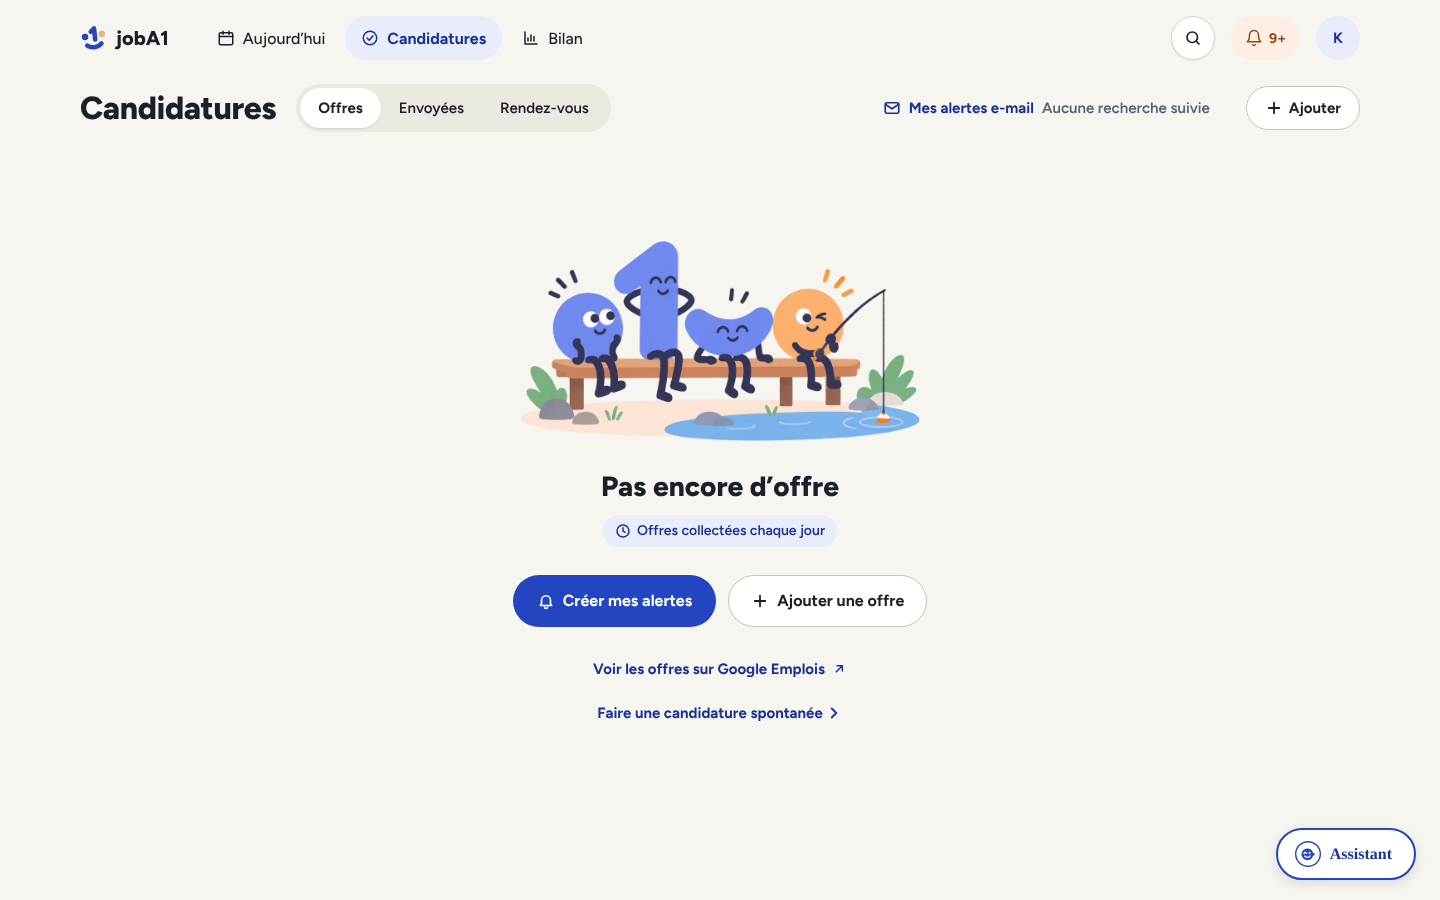 jobA1
Aujourd’hui
Candidatures
Bilan
9+
K
Candidatures
Offres
Envoyées
Rendez-vous
Mes alertes e-mail Aucune recherche suivie
Ajouter
Pas encore d’offre
Offres collectées chaque jour
Créer mes alertes
Ajouter une offre
Voir les offres sur Google Emplois
Faire une candidature spontanée
Assistant